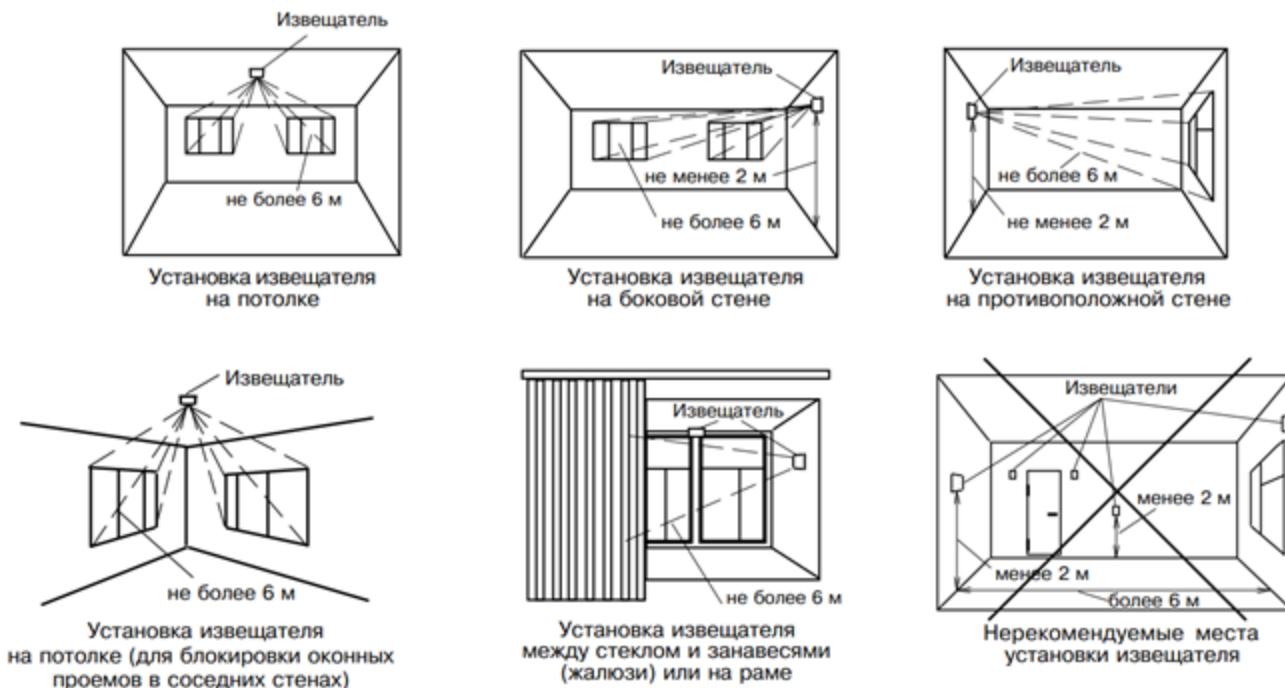 Извещатель
не более 6 м
Установка извещателя
на потолке
Извещатель
не менее 2 м
не более 6 м
Установка извещателя
на боковой стене
Извещатель
не более 6 м
не менее 2 м
Установка извещателя
на противоположной стене
Извещатель
не более 6 м
Установка извещателя
на потолке (для блокировки оконных
проемов в соседних стенах)
Извещатель
не более 6 м
Установка извещателя
между стеклом и занавесями
(жалюзи) или на раме
Извещатели
менее 2 м
менее 2 м
более 6 м
Нерекомендуемые места
установки извещателя